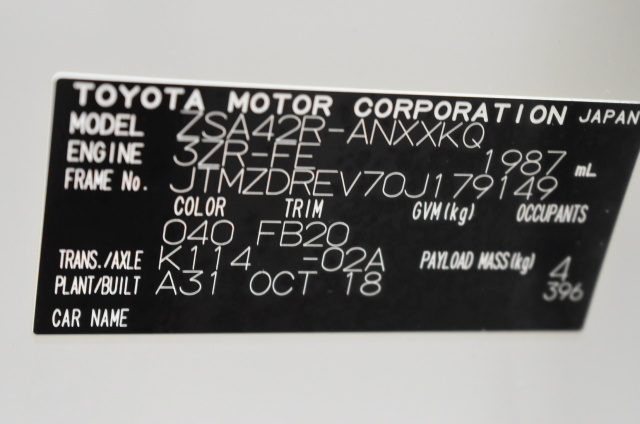 TOYOTA MOTOR CORPORATION JAPAN
MODEL ZSA42R-ANXXKQ
ENGINE 3ZR-FE 1987 mL
FRAME No. JTMZDREV70J179149
COLOR TRIM GVM(kg) OCCUPANTS
040 FB20
TRANS./AXLE K114 -02A PAYLOAD MASS(kg) 4
PLANT/BUILT A31 OCT 18 396
CAR NAME